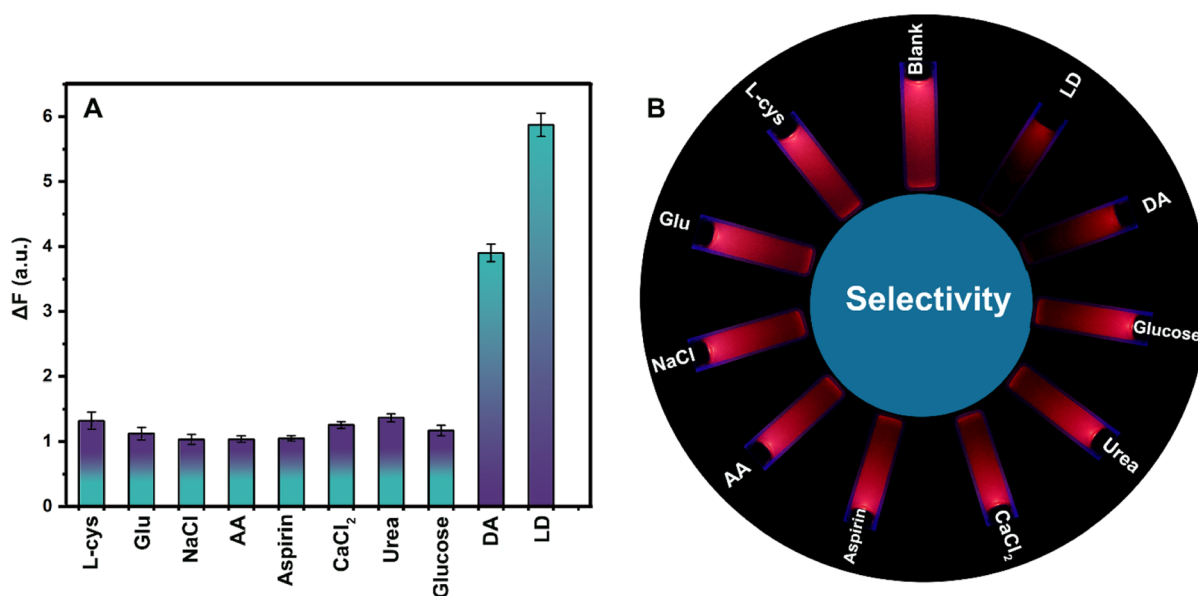 A
ΔF (a.u.)
6
5
4
3
2
1
0
L-cys
Glu
NaCl
AA
Aspirin
CaCl₂
Urea
Glucose
DA
LD
B
Blank
LD
DA
Glucose
Urea
CaCl₂
Aspirin
AA
NaCl
Glu
L-cys
Selectivity